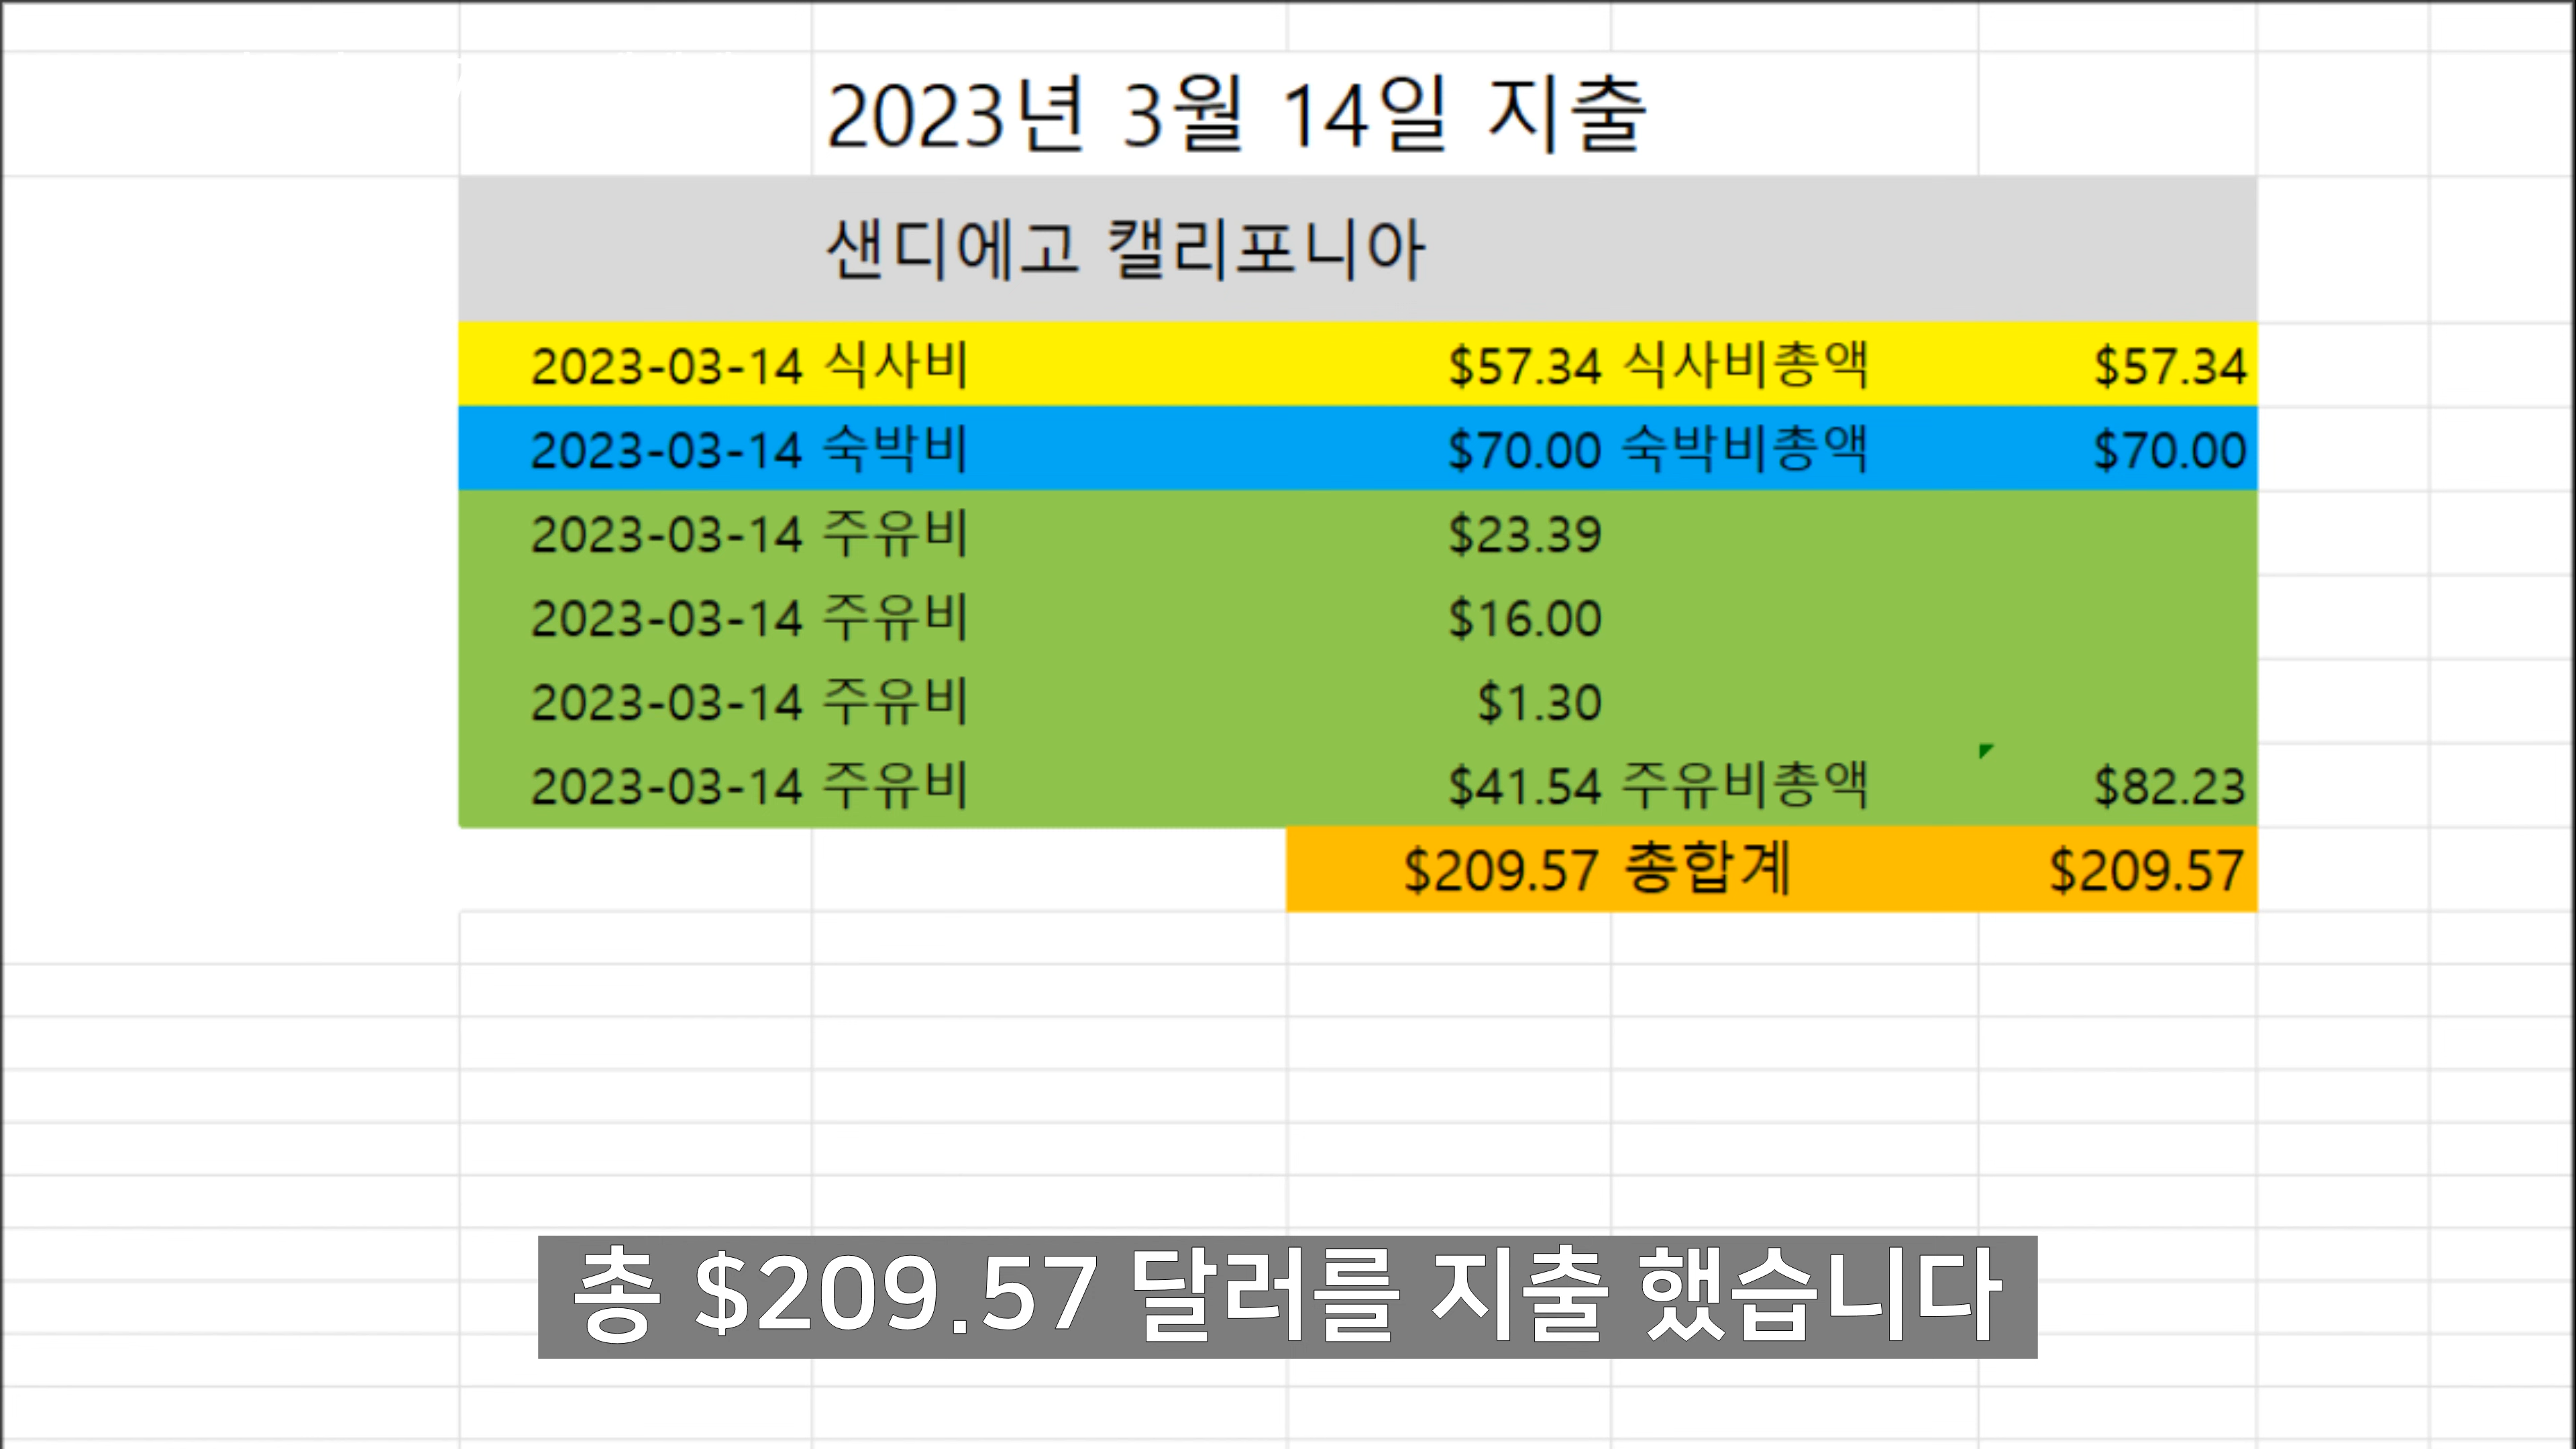 2023년 3월 14일 지출
샌디에고 캘리포니아
2023-03-14 식사비 $57.34 식사비총액 $57.34
2023-03-14 숙박비 $70.00 숙박비총액 $70.00
2023-03-14 주유비 $23.39
2023-03-14 주유비 $16.00
2023-03-14 주유비 $1.30
2023-03-14 주유비 $41.54 주유비총액 $82.23
$209.57 총합계 $209.57
총 $209.57 달러를 지출 했습니다